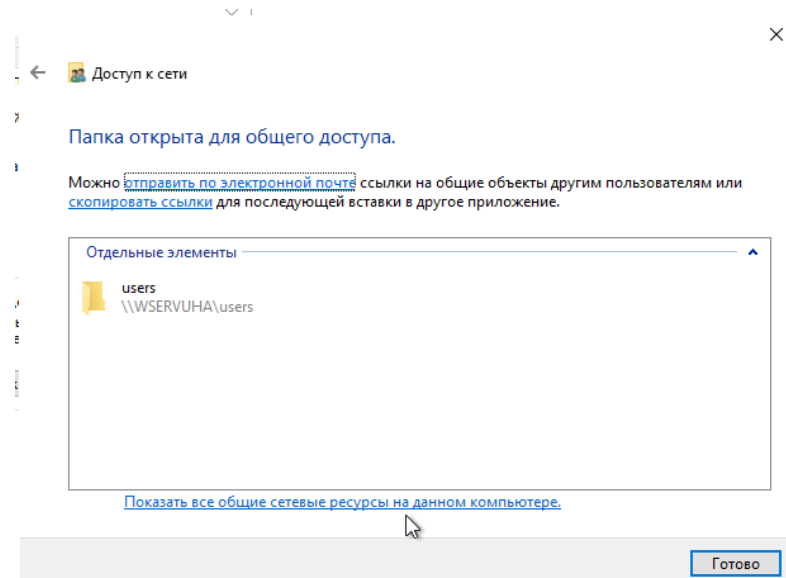 Доступ к сети
Папка открыта для общего доступа.
Можно отправить по электронной почте ссылки на общие объекты другим пользователям или
скопировать ссылки для последующей вставки в другое приложение.
Отдельные элементы
users
\\WSERVUHA\users
Показать все общие сетевые ресурсы на данном компьютере.
Готово